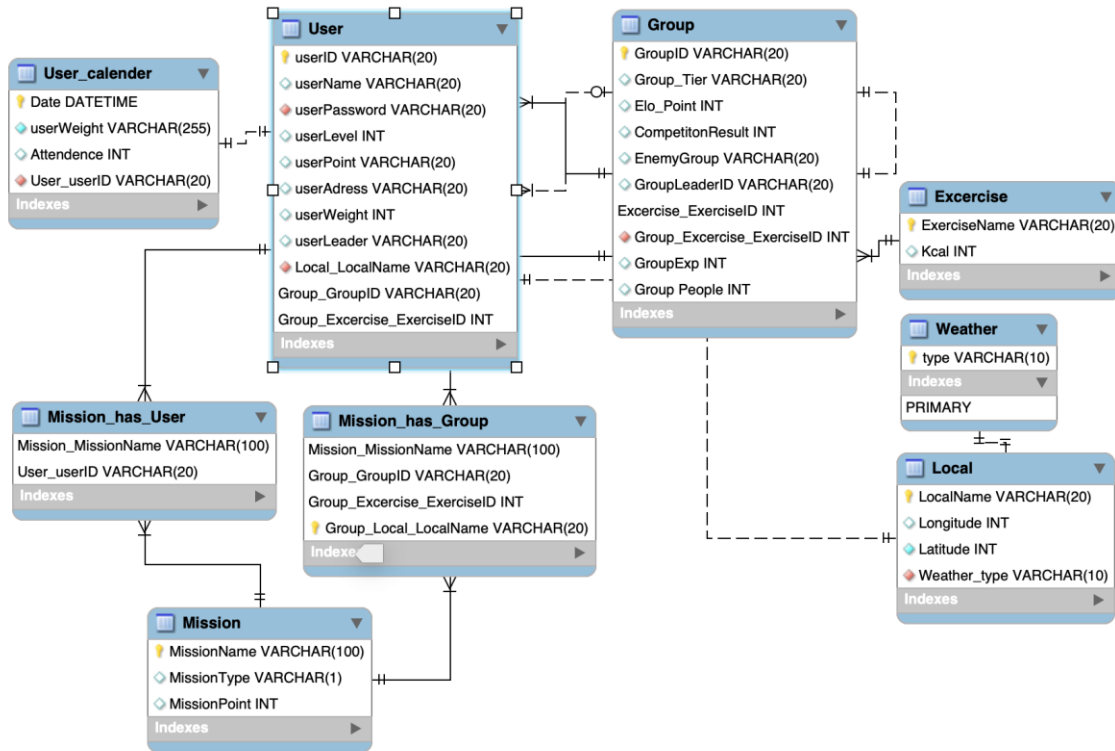 User
userID VARCHAR(20)
userName VARCHAR(20)
userPassword VARCHAR(20)
userLevel INT
userPoint VARCHAR(20)
userAdress VARCHAR(20)
userWeight INT
userLeader VARCHAR(20)
Local_LocalName VARCHAR(20)
Group_GroupID VARCHAR(20)
Group_Excercise_ExerciseID INT
Indexes
Group
GroupID VARCHAR(20)
Group_Tier VARCHAR(20)
Elo_Point INT
CompetitonResult INT
EnemyGroup VARCHAR(20)
GroupLeaderID VARCHAR(20)
Excercise_ExerciseID INT
Group_Excercise_ExerciseID INT
GroupExp INT
Group People INT
Indexes
User_calender
Date DATETIME
userWeight VARCHAR(255)
Attendence INT
User_userID VARCHAR(20)
Indexes
Excercise
ExerciseName VARCHAR(20)
Kcal INT
Indexes
Weather
type VARCHAR(10)
Indexes
PRIMARY
Mission_has_User
Mission_MissionName VARCHAR(100)
User_userID VARCHAR(20)
Indexes
Mission_has_Group
Mission_MissionName VARCHAR(100)
Group_GroupID VARCHAR(20)
Group_Excercise_ExerciseID INT
Group_Local_LocalName VARCHAR(20)
Indexe
Local
LocalName VARCHAR(20)
Longitude INT
Latitude INT
Weather_type VARCHAR(10)
Indexes
Mission
MissionName VARCHAR(100)
MissionType VARCHAR(1)
MissionPoint INT
Indexes